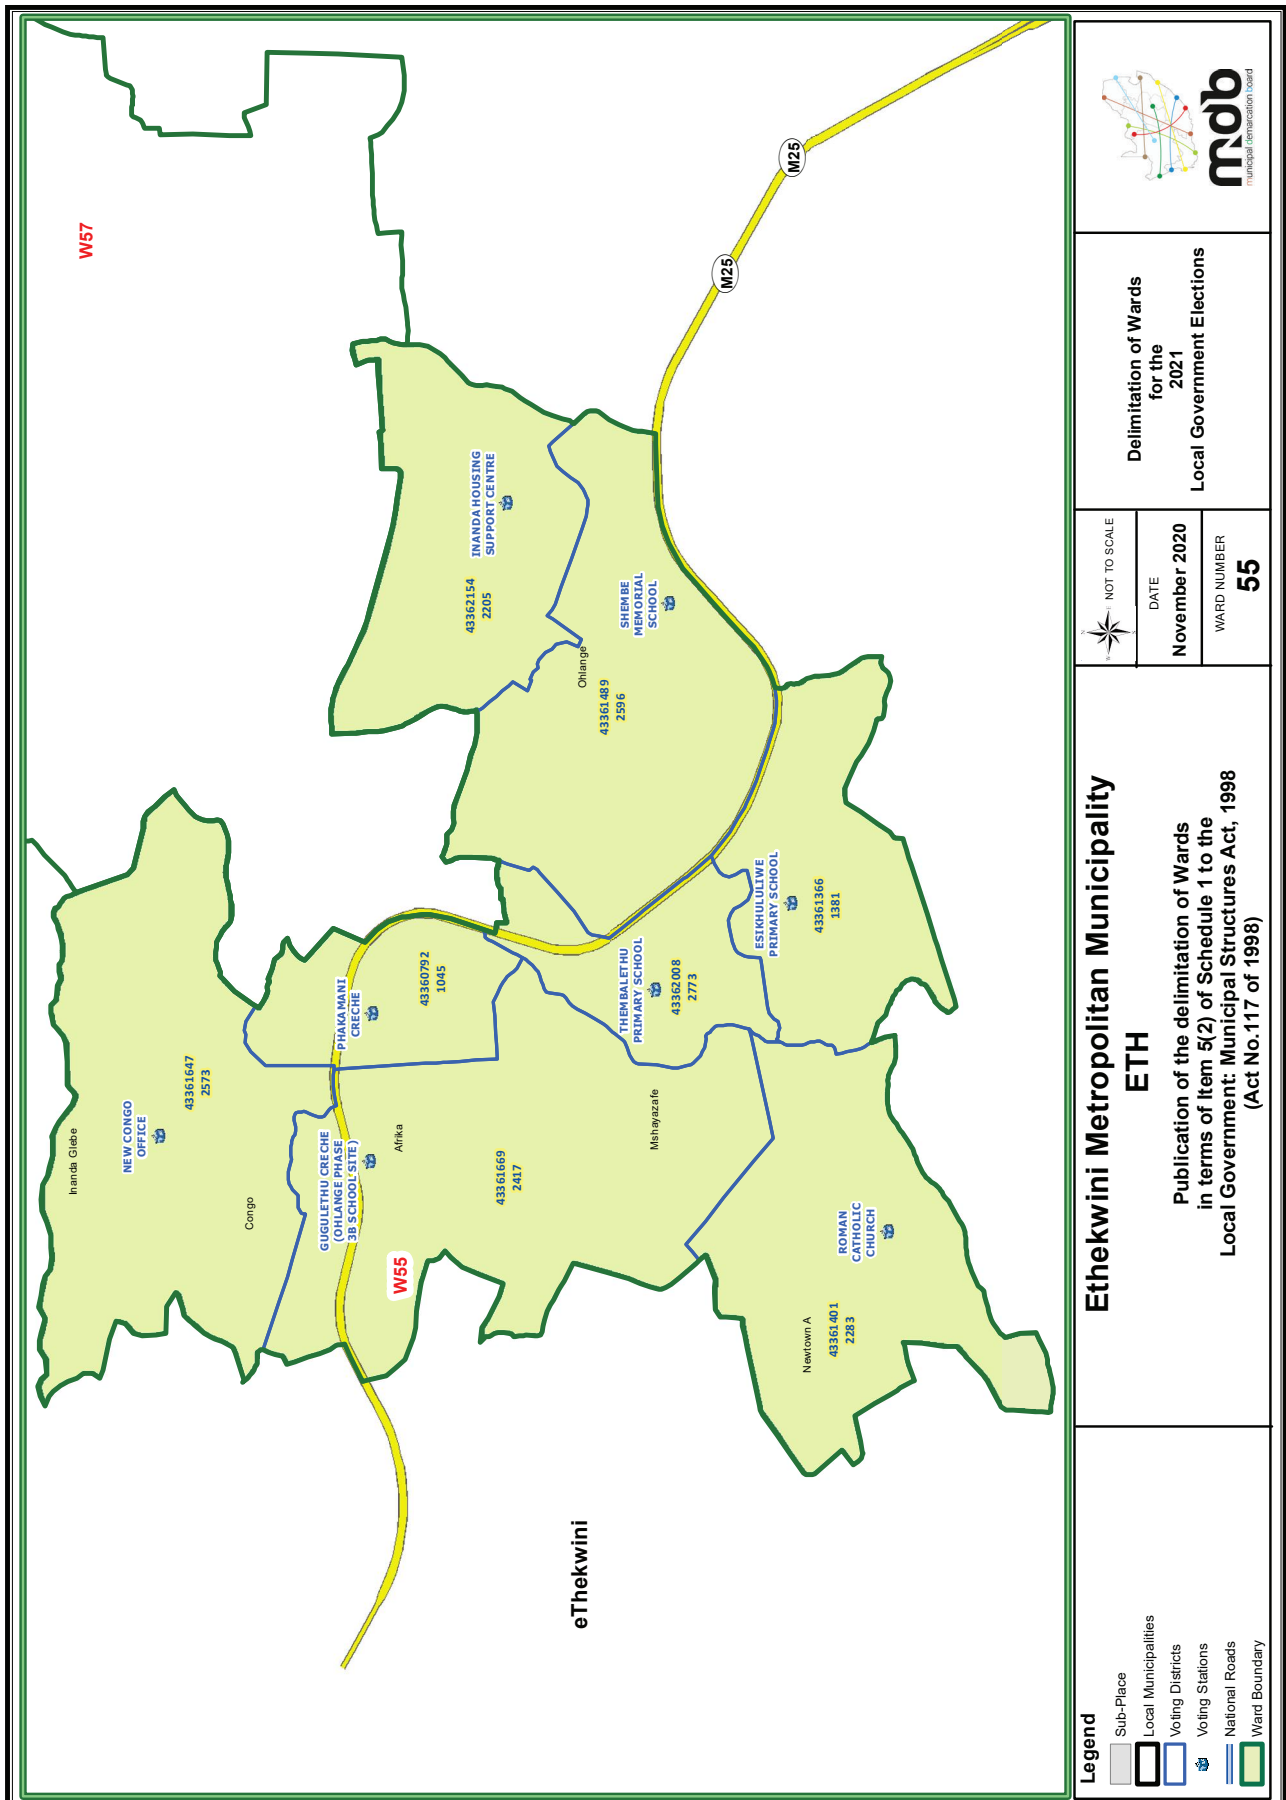 W57
M25
M25
INANDA HOUSING
SUPPORT CENTRE
43362154
2205
SHEMBE
MEMORIAL
SCHOOL
Ohlange
43361489
2596
Inanda Glebe
NEW CONGO
OFFICE
43361647
2573
Congo
PHAKAMANI
CRECHE
43360792
1045
GUGULETHU CRECHE
(OHLANGE PHASE
3B SCHOOL SITE)
Afrika
W55
43361669
2417
THEMBALETHU
PRIMARY SCHOOL
43362008
2773
Mshayazafe
ESIKHULULIWE
PRIMARY SCHOOL
43361366
1381
ROMAN
CATHOLIC
CHURCH
Newtown A
43361401
2283
eThekwini
Legend
Sub-Place
Local Municipalities
Voting Districts
Voting Stations
National Roads
Ward Boundary
Ethekwini Metropolitan Municipality
ETH
Publication of the delimitation of Wards
in terms of Item 5(2) of Schedule 1 to the
Local Government: Municipal Structures Act, 1998
(Act No.117 of 1998)
N
W
E
S
NOT TO SCALE
DATE
November 2020
WARD NUMBER
55
Delimitation of Wards
for the
2021
Local Government Elections
mdb
municipal demarcation board